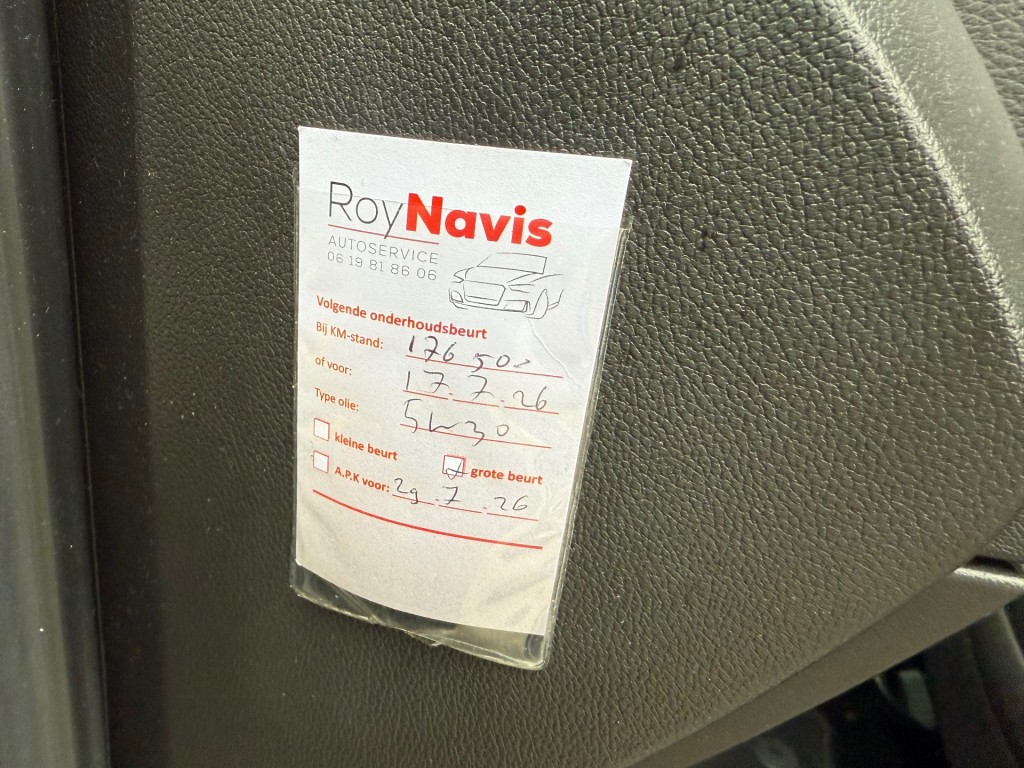 RoyNavis
AUTOSERVICE
06 19 81 86 06
Volgende onderhoudsbeurt
Bij KM-stand: 176 500
of voor: 17.7.26
Type olie: 5W30
kleine beurt
grote beurt
A.P.K voor: 29.7.26